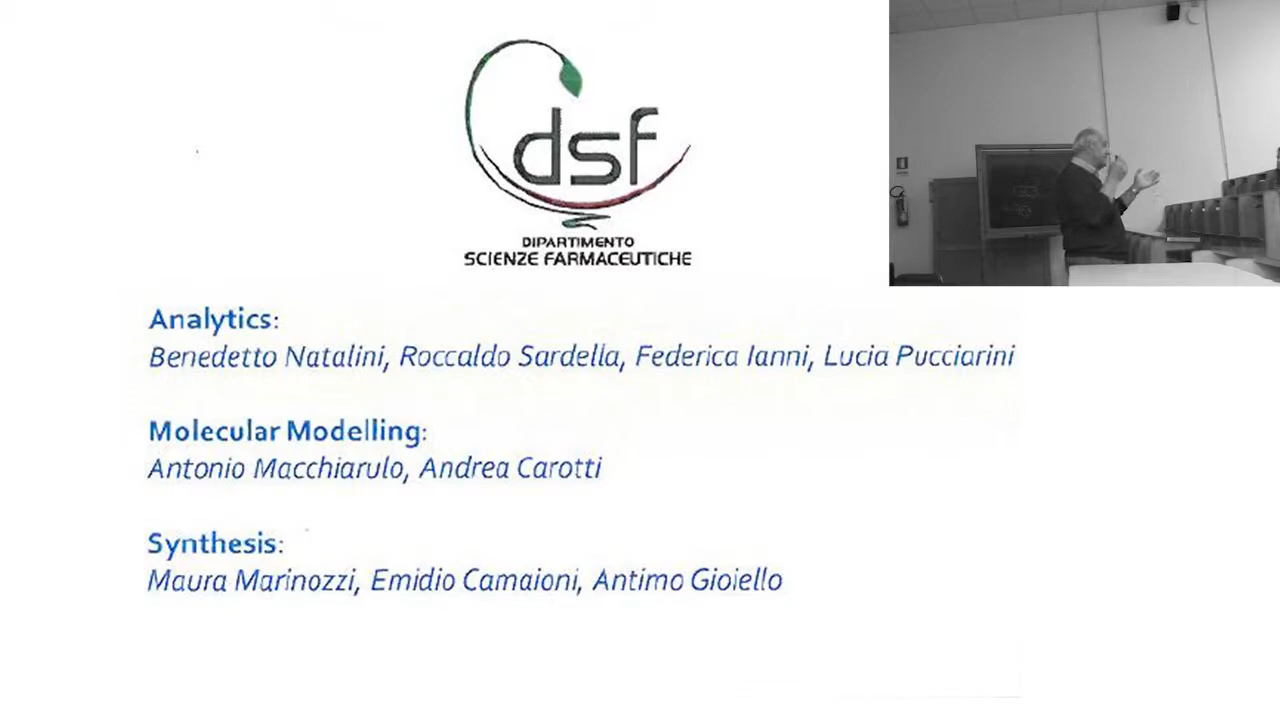 dsf
DIPARTIMENTO
SCIENZE FARMACEUTICHE
Analytics:
Benedetto Natalini, Roccaldo Sardella, Federica Ianni, Lucia Pucciarini
Molecular Modelling:
Antonio Macchiarulo, Andrea Carotti
Synthesis:
Maura Marinozzi, Emidio Camaioni, Antimo Gioiello